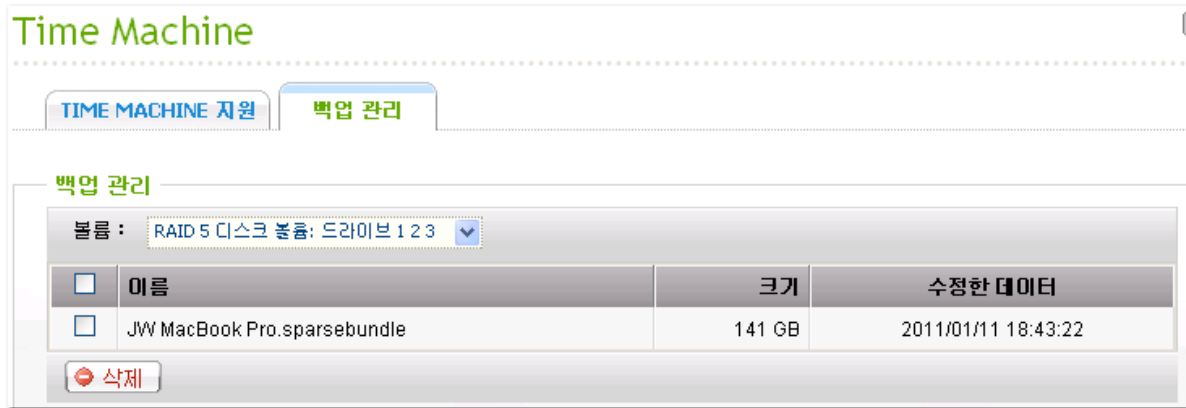 Time Machine
TIME MACHINE 지원 백업 관리
백업 관리
볼륨 : RAID 5 디스크 볼륨: 드라이브 1 2 3
이름 크기 수정한 데이터
JW MacBook Pro.sparsebundle 141 GB 2011/01/11 18:43:22
삭제